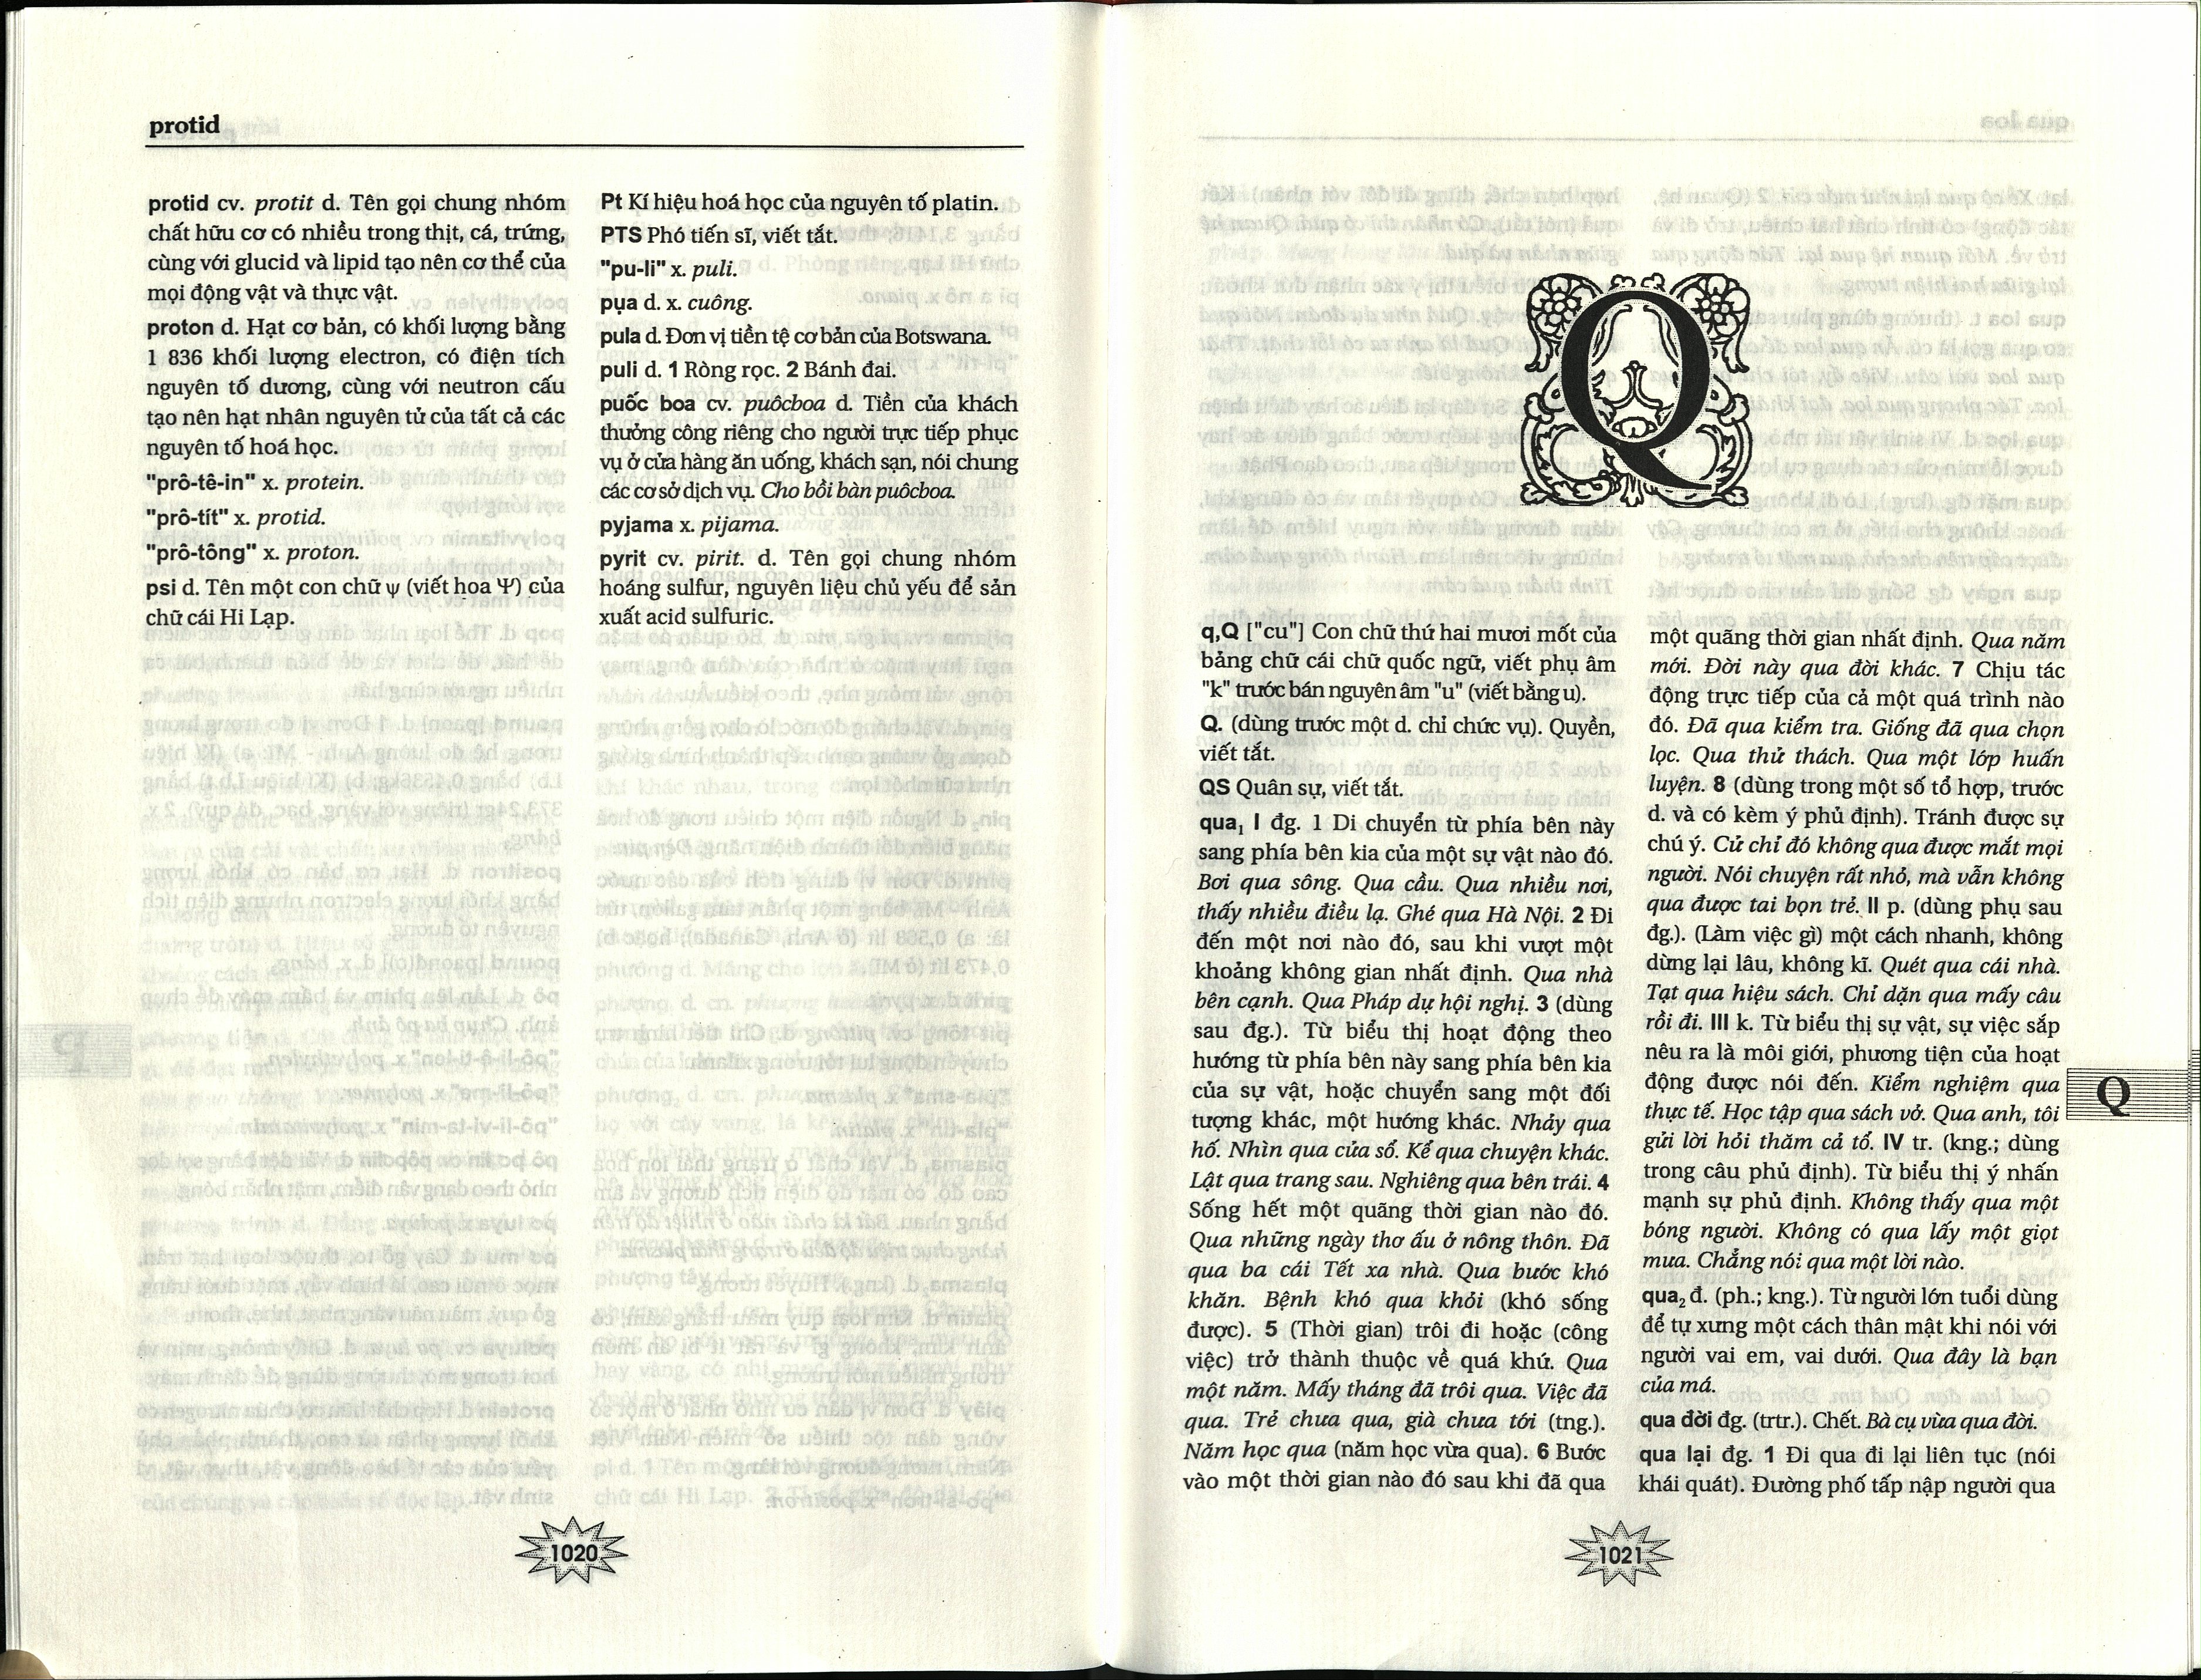 protid
protid cv. protit d. Tên gọi chung nhóm
chất hữu cơ có nhiều trong thịt, cá, trứng,
cùng với glucid và lipid tạo nên cơ thể của
mọi động vật và thực vật.
proton d. Hạt cơ bản, có khối lượng bằng
1 836 khối lượng electron, có điện tích
nguyên tố dương, cùng với neutron cấu
tạo nên hạt nhân nguyên tử của tất cả các
nguyên tố hoá học.
"prô-tê-in" x. protein.
"prô-tít" x. protid.
"prô-tông" x. proton.
psi d. Tên một con chữ ψ (viết hoa Ψ) của
chữ cái Hi Lạp.
Pt Kí hiệu hoá học của nguyên tố platin.
PTS Phó tiến sĩ, viết tắt.
"pu-li" x. puli.
pụa d. x. cuông.
pula d. Đơn vị tiền tệ cơ bản của Botswana.
puli d. 1 Ròng rọc. 2 Bánh đai.
puốc boa cv. puôcboa d. Tiền của khách
thưởng công riêng cho người trực tiếp phục
vụ ở cửa hàng ăn uống, khách sạn, nói chung
các cơ sở dịch vụ. Cho bồi bàn puôcboa.
pyjama x. pijama.
pyrit cv. pirit. d. Tên gọi chung nhóm
hoáng sulfur, nguyên liệu chủ yếu để sản
xuất acid sulfuric.
1020
Q
q,Q ["cu"] Con chữ thứ hai mươi mốt của
bảng chữ cái chữ quốc ngữ, viết phụ âm
"k" trước bán nguyên âm "u" (viết bằng u).
Q. (dùng trước một d. chỉ chức vụ). Quyền,
viết tắt.
QS Quân sự, viết tắt.
qua₁ I đg. 1 Di chuyển từ phía bên này
sang phía bên kia của một sự vật nào đó.
Bơi qua sông. Qua cầu. Qua nhiều nơi,
thấy nhiều điều lạ. Ghé qua Hà Nội. 2 Đi
đến một nơi nào đó, sau khi vượt một
khoảng không gian nhất định. Qua nhà
bên cạnh. Qua Pháp dự hội nghị. 3 (dùng
sau đg.). Từ biểu thị hoạt động theo
hướng từ phía bên này sang phía bên kia
của sự vật, hoặc chuyển sang một đối
tượng khác, một hướng khác. Nhảy qua
hố. Nhìn qua cửa sổ. Kể qua chuyện khác.
Lật qua trang sau. Nghiêng qua bên trái. 4
Sống hết một quãng thời gian nào đó.
Qua những ngày thơ ấu ở nông thôn. Đã
qua ba cái Tết xa nhà. Qua bước khó
khăn. Bệnh khó qua khỏi (khó sống
được). 5 (Thời gian) trôi đi hoặc (công
việc) trở thành thuộc về quá khứ. Qua
một năm. Mấy tháng đã trôi qua. Việc đã
qua. Trẻ chưa qua, già chưa tới (tng.).
Năm học qua (năm học vừa qua). 6 Bước
vào một thời gian nào đó sau khi đã qua
một quãng thời gian nhất định. Qua năm
mới. Đời này qua đời khác. 7 Chịu tác
động trực tiếp của cả một quá trình nào
đó. Đã qua kiểm tra. Giống đã qua chọn
lọc. Qua thử thách. Qua một lớp huấn
luyện. 8 (dùng trong một số tổ hợp, trước
d. và có kèm ý phủ định). Tránh được sự
chú ý. Cử chỉ đó không qua được mắt mọi
người. Nói chuyện rất nhỏ, mà vẫn không
qua được tai bọn trẻ. II p. (dùng phụ sau
đg.). (Làm việc gì) một cách nhanh, không
dừng lại lâu, không kĩ. Quét qua cái nhà.
Tạt qua hiệu sách. Chỉ dặn qua mấy câu
rồi đi. III k. Từ biểu thị sự vật, sự việc sắp
nêu ra là môi giới, phương tiện của hoạt
động được nói đến. Kiểm nghiệm qua
thực tế. Học tập qua sách vở. Qua anh, tôi
gửi lời hỏi thăm cả tổ. IV tr. (kng.; dùng
trong câu phủ định). Từ biểu thị ý nhấn
mạnh sự phủ định. Không thấy qua một
bóng người. Không có qua lấy một giọt
mưa. Chẳng nói qua một lời nào.
qua₂ đ. (ph.; kng.). Từ người lớn tuổi dùng
để tự xưng một cách thân mật khi nói với
người vai em, vai dưới. Qua đây là bạn
của má.
qua đời đg. (trtr.). Chết. Bà cụ vừa qua đời.
qua lại đg. 1 Đi qua đi lại liên tục (nói
khái quát). Đường phố tấp nập người qua
Q
1021